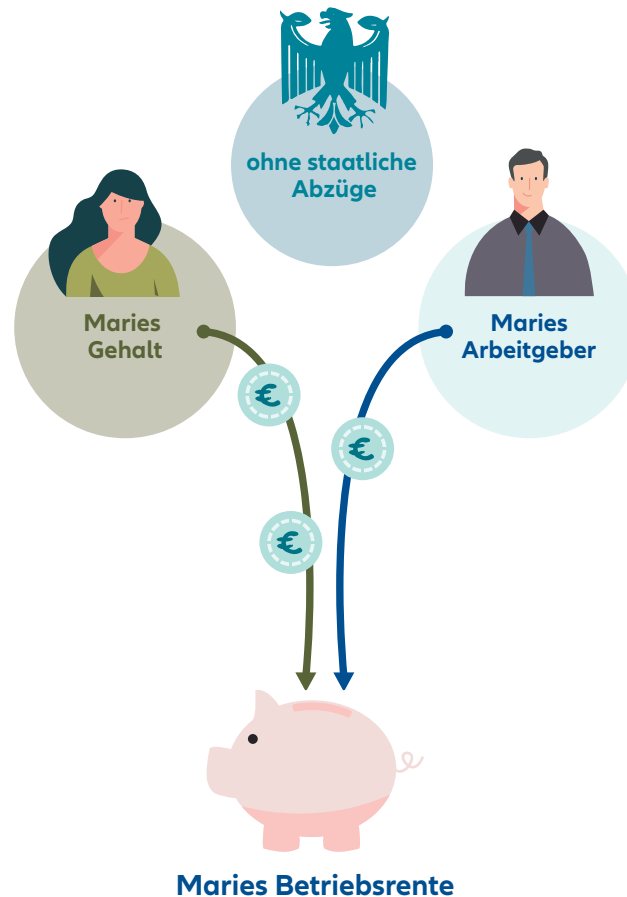 ohne staatliche
Abzüge
Maries
Gehalt
Maries
Arbeitgeber
€
€
€
Maries Betriebsrente